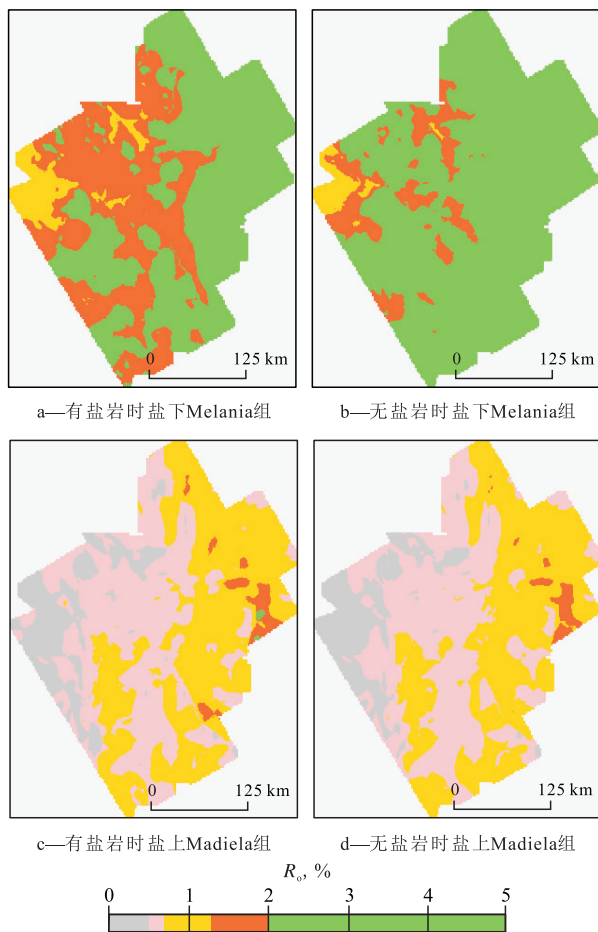 0 125 km
0 125 km
a—有盐岩时盐下Melania组
b—无盐岩时盐下Melania组
0 125 km
0 125 km
c—有盐岩时盐上Madiela组
d—无盐岩时盐上Madiela组
Ro, %
0 1 2 3 4 5